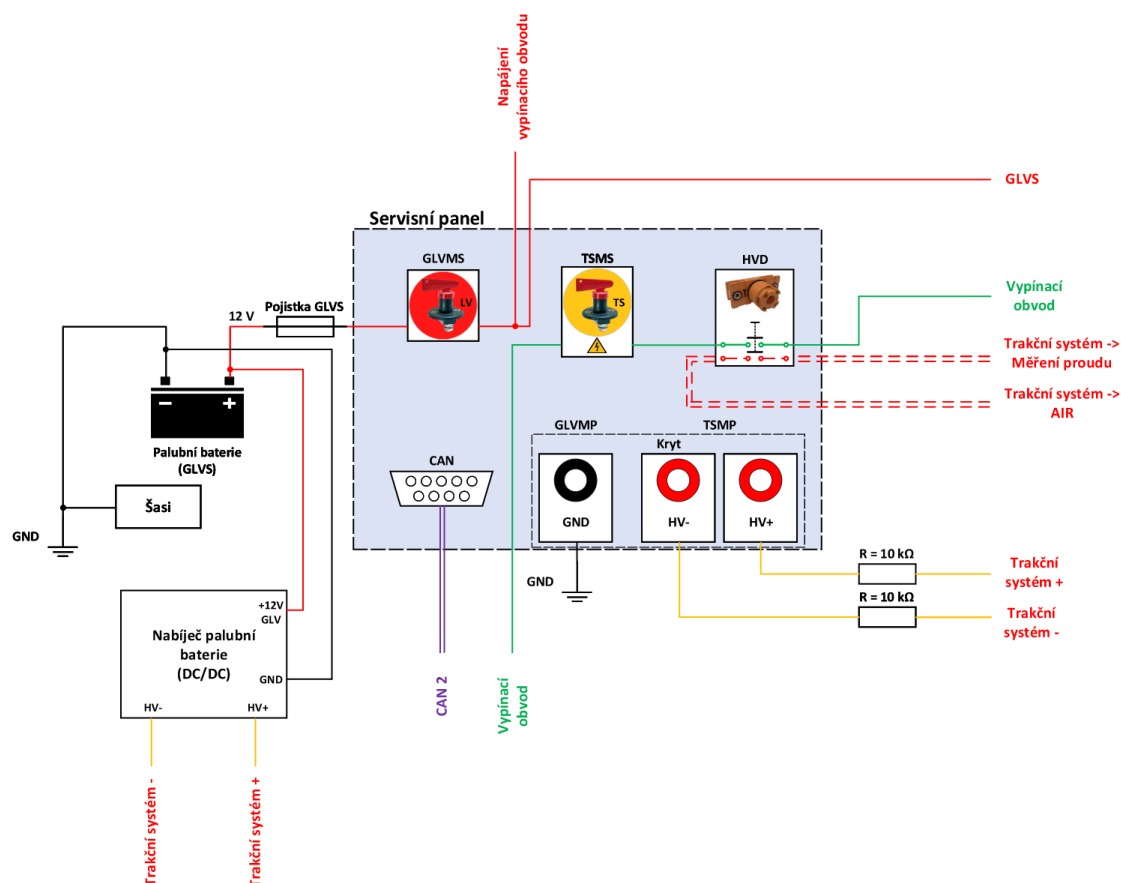 Napájení
vypínacího obvodu
GLVS
Servisní panel
GLVMS
TSMS
HVD
LV
TS
Pojistka GLVS
12 V
Vypínací
obvod
Trakční systém ->
Měření proudu
Trakční systém ->
AIR
Palubní baterie
(GLVS)
GLVMP
TSMP
Kryt
CAN
Šasi
GND
HV-
HV+
GND
GND
R = 10 kΩ
Trakční
systém +
R = 10 kΩ
Trakční
systém -
+12V
GLV
Nabíječ palubní
baterie
(DC/DC)
GND
HV-
HV+
CAN 2
Vypínací
obvod
Trakční systém -
Trakční systém +